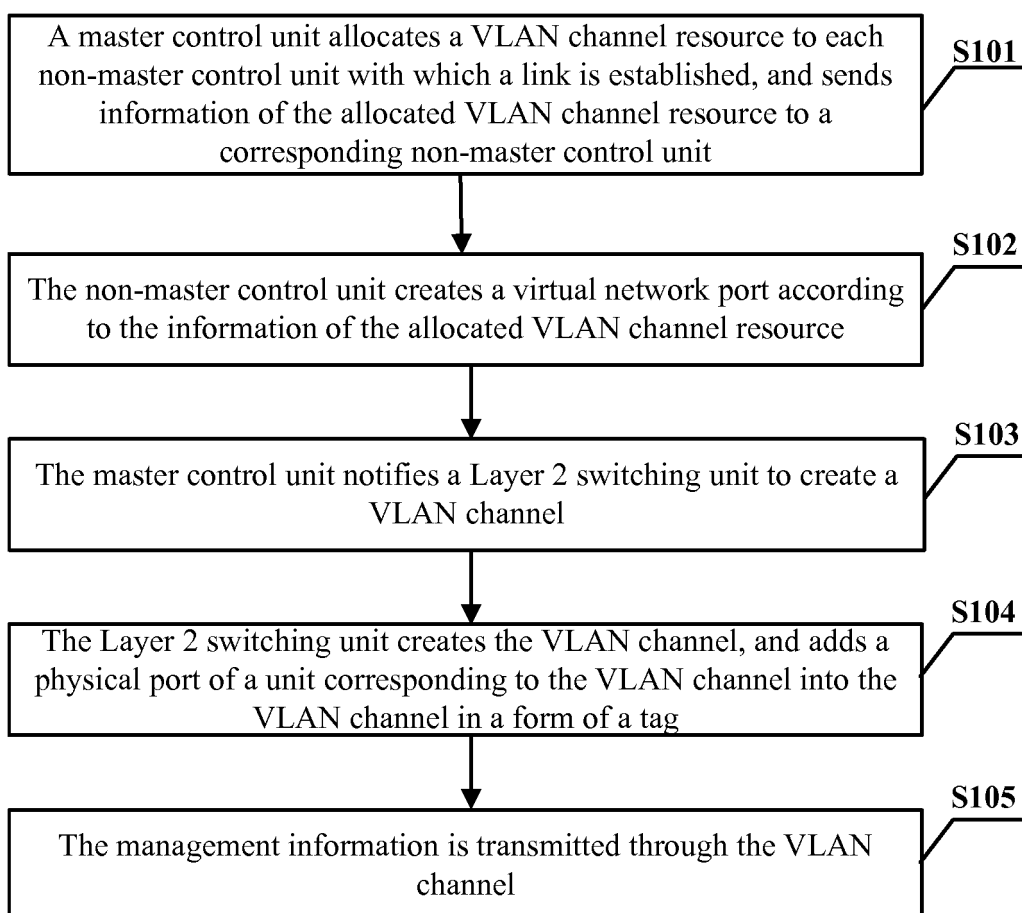 A master control unit allocates a VLAN channel resource to each
non-master control unit with which a link is established, and sends
information of the allocated VLAN channel resource to a
corresponding non-master control unit
S101
The non-master control unit creates a virtual network port according
to the information of the allocated VLAN channel resource
S102
The master control unit notifies a Layer 2 switching unit to create a
VLAN channel
S103
The Layer 2 switching unit creates the VLAN channel, and adds a
physical port of a unit corresponding to the VLAN channel into the
VLAN channel in a form of a tag
S104
The management information is transmitted through the VLAN
channel
S105